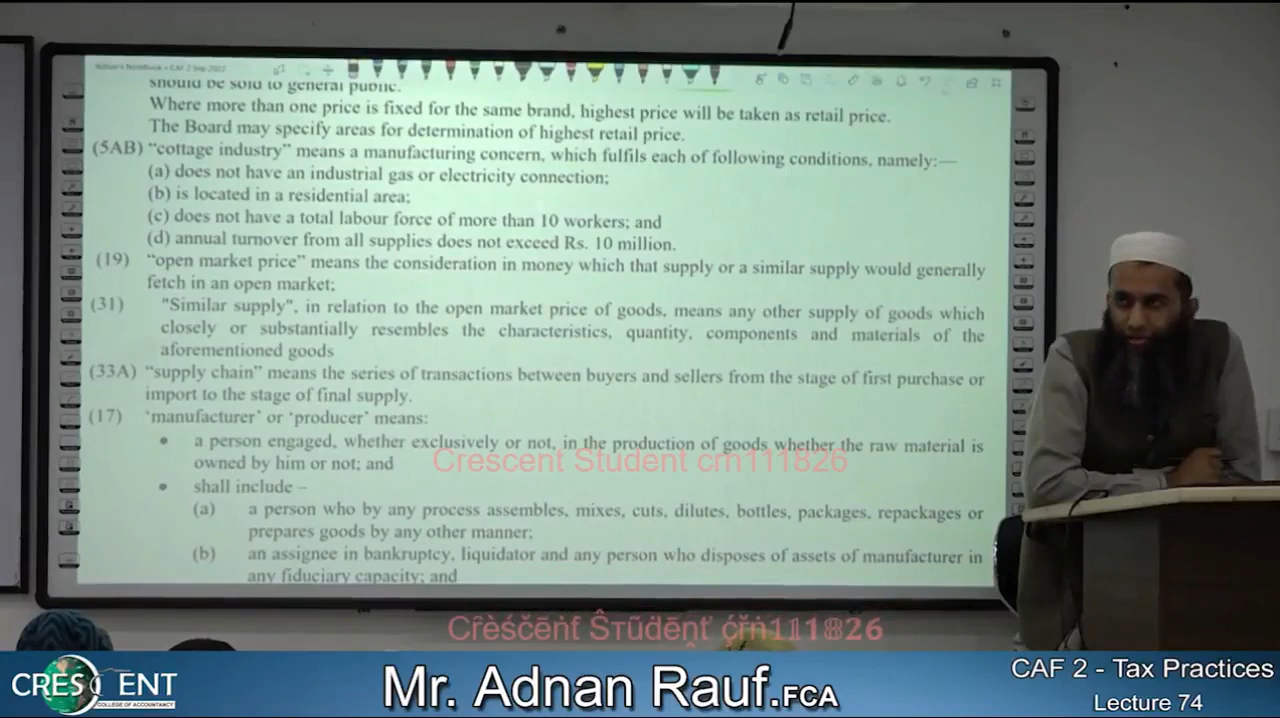 Adnan's Notebook » CAF 2 Sep 2022
should be sold to general public.
Where more than one price is fixed for the same brand, highest price will be taken as retail price.
The Board may specify areas for determination of highest retail price.
(5AB) “cottage industry” means a manufacturing concern, which fulfils each of following conditions, namely:—
(a) does not have an industrial gas or electricity connection;
(b) is located in a residential area;
(c) does not have a total labour force of more than 10 workers; and
(d) annual turnover from all supplies does not exceed Rs. 10 million.
(19) “open market price” means the consideration in money which that supply or a similar supply would generally
fetch in an open market;
(31) "Similar supply", in relation to the open market price of goods, means any other supply of goods which
closely or substantially resembles the characteristics, quantity, components and materials of the
aforementioned goods
(33A) “supply chain” means the series of transactions between buyers and sellers from the stage of first purchase or
import to the stage of final supply.
(17) ‘manufacturer’ or ‘producer’ means:
• a person engaged, whether exclusively or not, in the production of goods whether the raw material is
owned by him or not; and
Crescent Student crn111826
• shall include –
(a) a person who by any process assembles, mixes, cuts, dilutes, bottles, packages, repackages or
prepares goods by any other manner;
(b) an assignee in bankruptcy, liquidator and any person who disposes of assets of manufacturer in
any fiduciary capacity; and
CRESCENT
COLLEGE OF ACCOUNTANCY
Mr. Adnan Rauf.FCA
CAF 2 - Tax Practices
Lecture 74